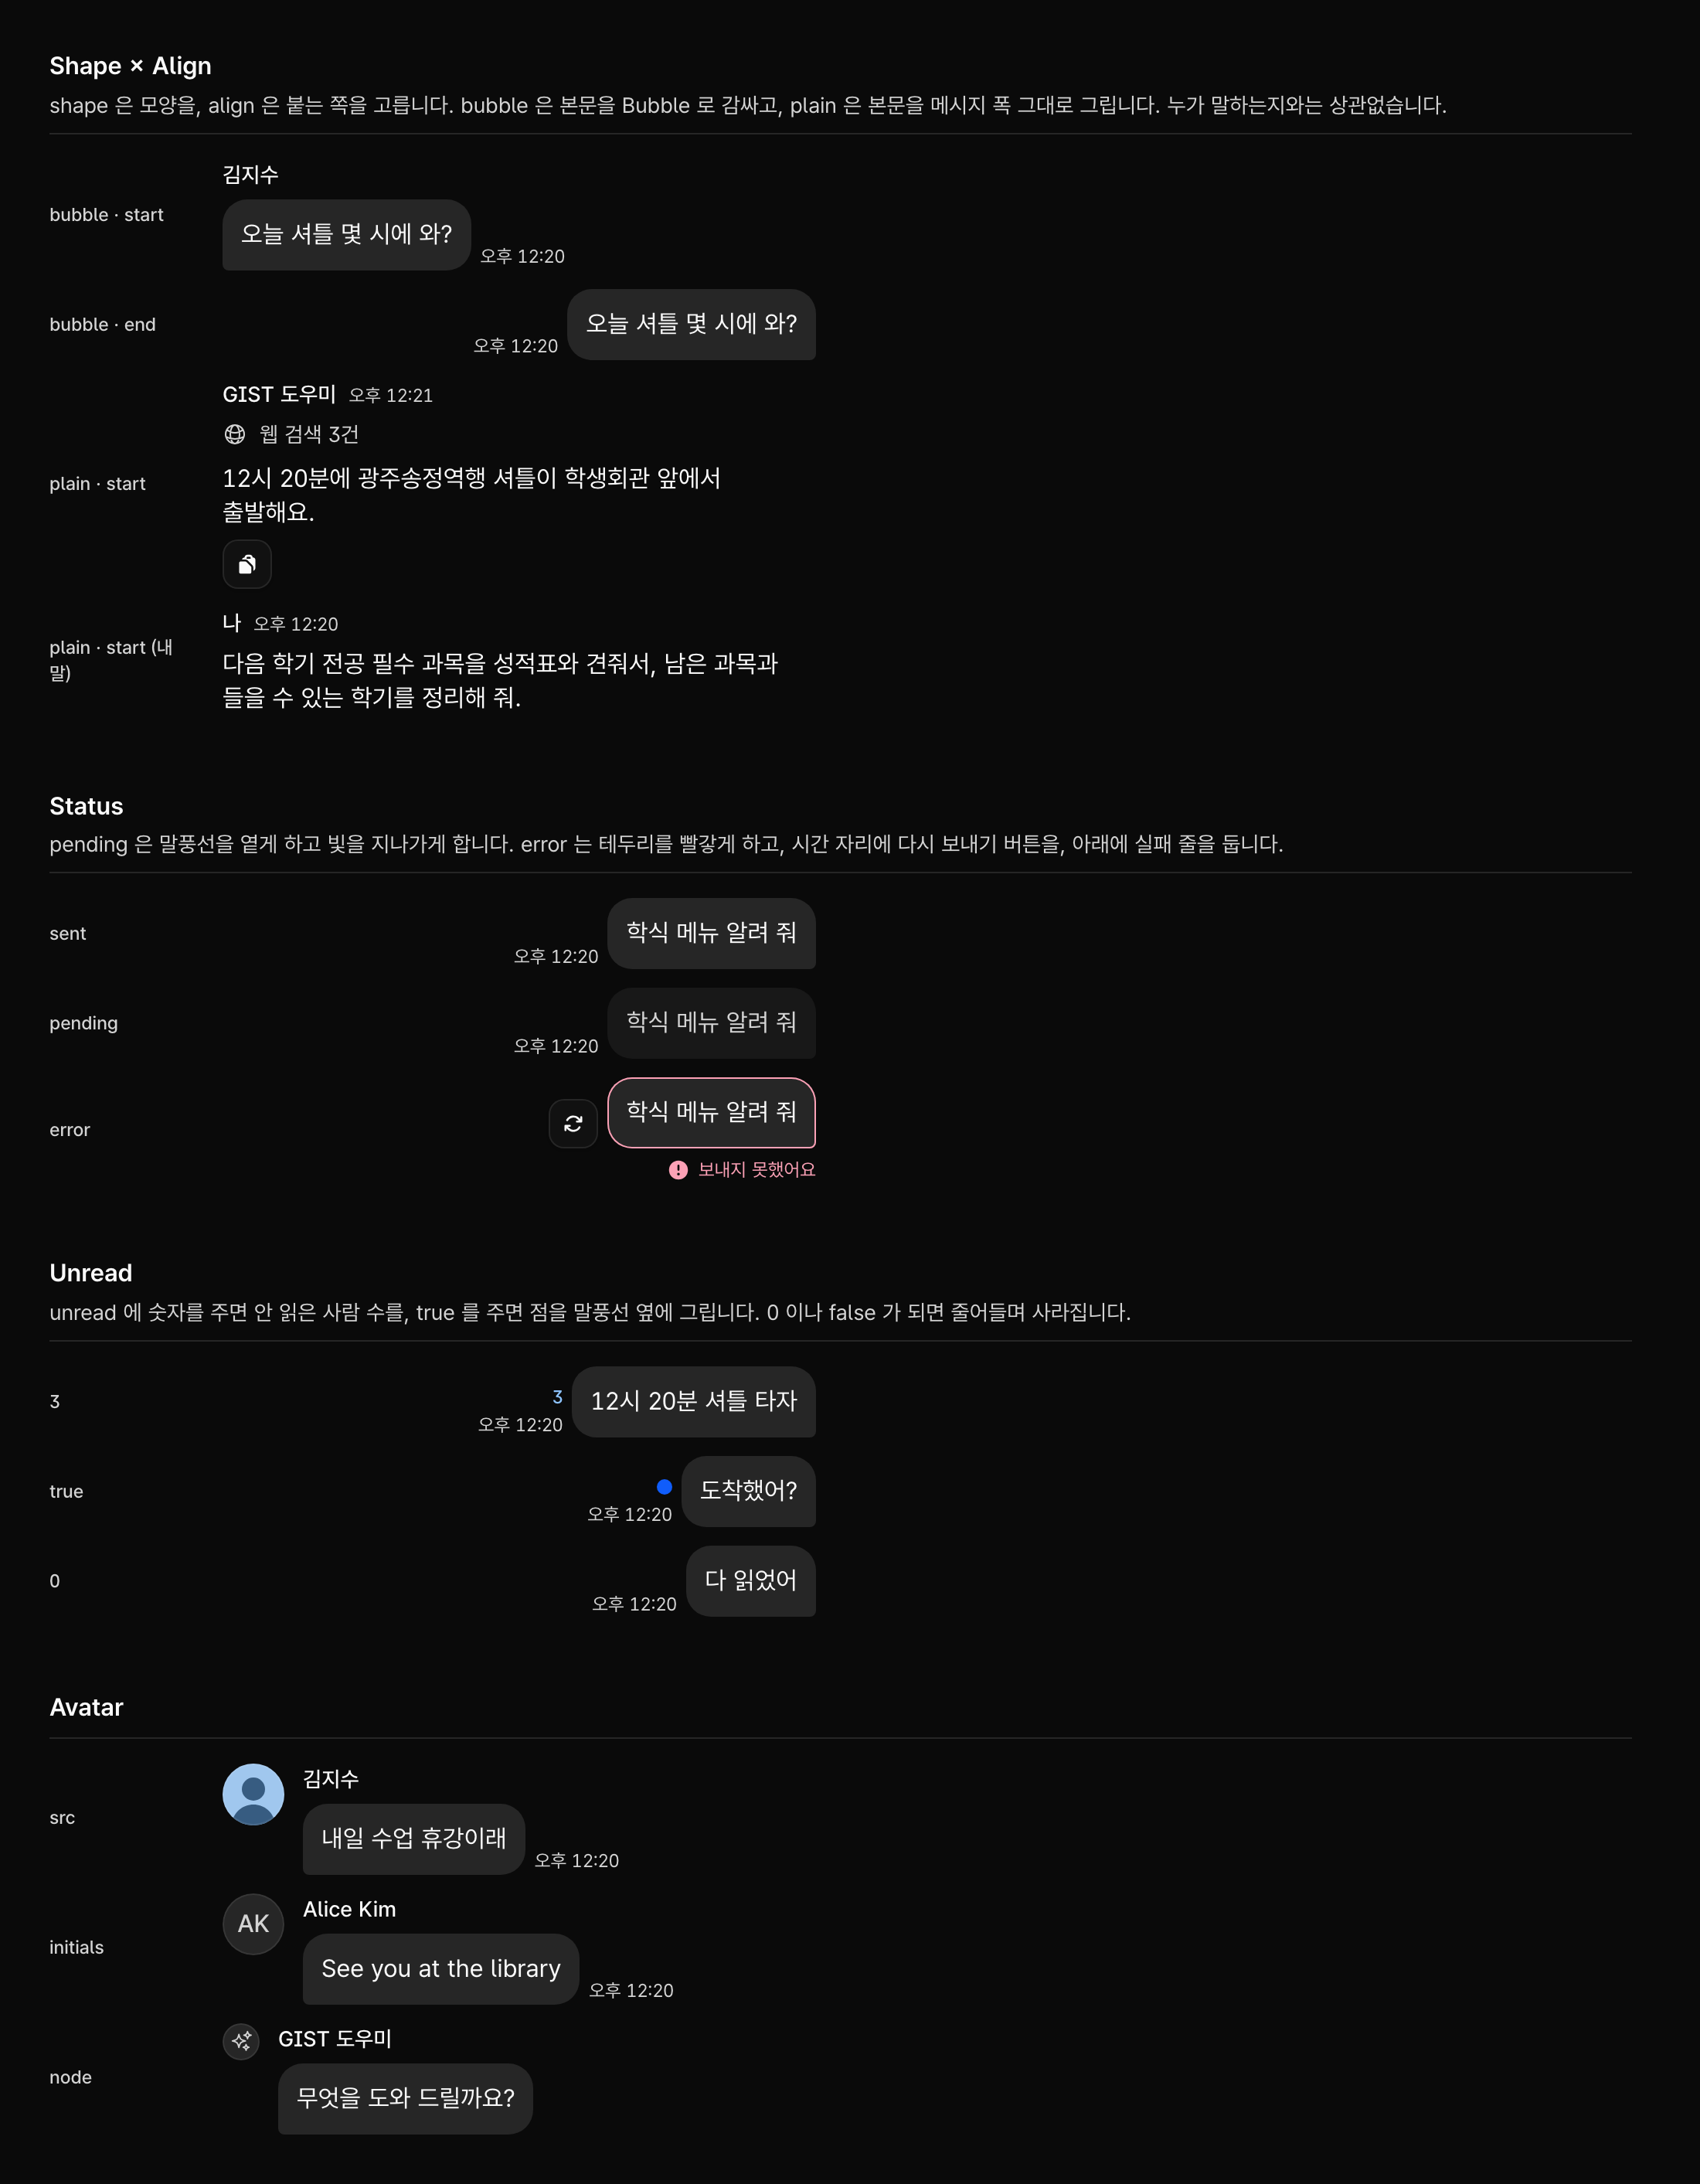 Shape × Align
shape 은 모양을, align 은 붙는 쪽을 고릅니다. bubble 은 본문을 Bubble 로 감싸고, plain 은 본문을 메시지 폭 그대로 그립니다. 누가 말하는지와는 상관없습니다.
김지수
bubble · start
오늘 셔틀 몇 시에 와?
오후 12:20
bubble · end
오늘 셔틀 몇 시에 와?
오후 12:20
GIST 도우미 오후 12:21
웹 검색 3건
plain · start
12시 20분에 광주송정역행 셔틀이 학생회관 앞에서
출발해요.
나 오후 12:20
plain · start (내
말)
다음 학기 전공 필수 과목을 성적표와 견줘서, 남은 과목과
들을 수 있는 학기를 정리해 줘.
Status
pending 은 말풍선을 옅게 하고 빛을 지나가게 합니다. error 는 테두리를 빨갛게 하고, 시간 자리에 다시 보내기 버튼을, 아래에 실패 줄을 둡니다.
sent
학식 메뉴 알려 줘
오후 12:20
pending
학식 메뉴 알려 줘
오후 12:20
error
학식 메뉴 알려 줘
보내지 못했어요
Unread
unread 에 숫자를 주면 안 읽은 사람 수를, true 를 주면 점을 말풍선 옆에 그립니다. 0 이나 false 가 되면 줄어들며 사라집니다.
3
3
12시 20분 셔틀 타자
오후 12:20
true
도착했어?
오후 12:20
0
다 읽었어
오후 12:20
Avatar
src
김지수
내일 수업 휴강이래
오후 12:20
initials
AK
Alice Kim
See you at the library
오후 12:20
node
GIST 도우미
무엇을 도와 드릴까요?